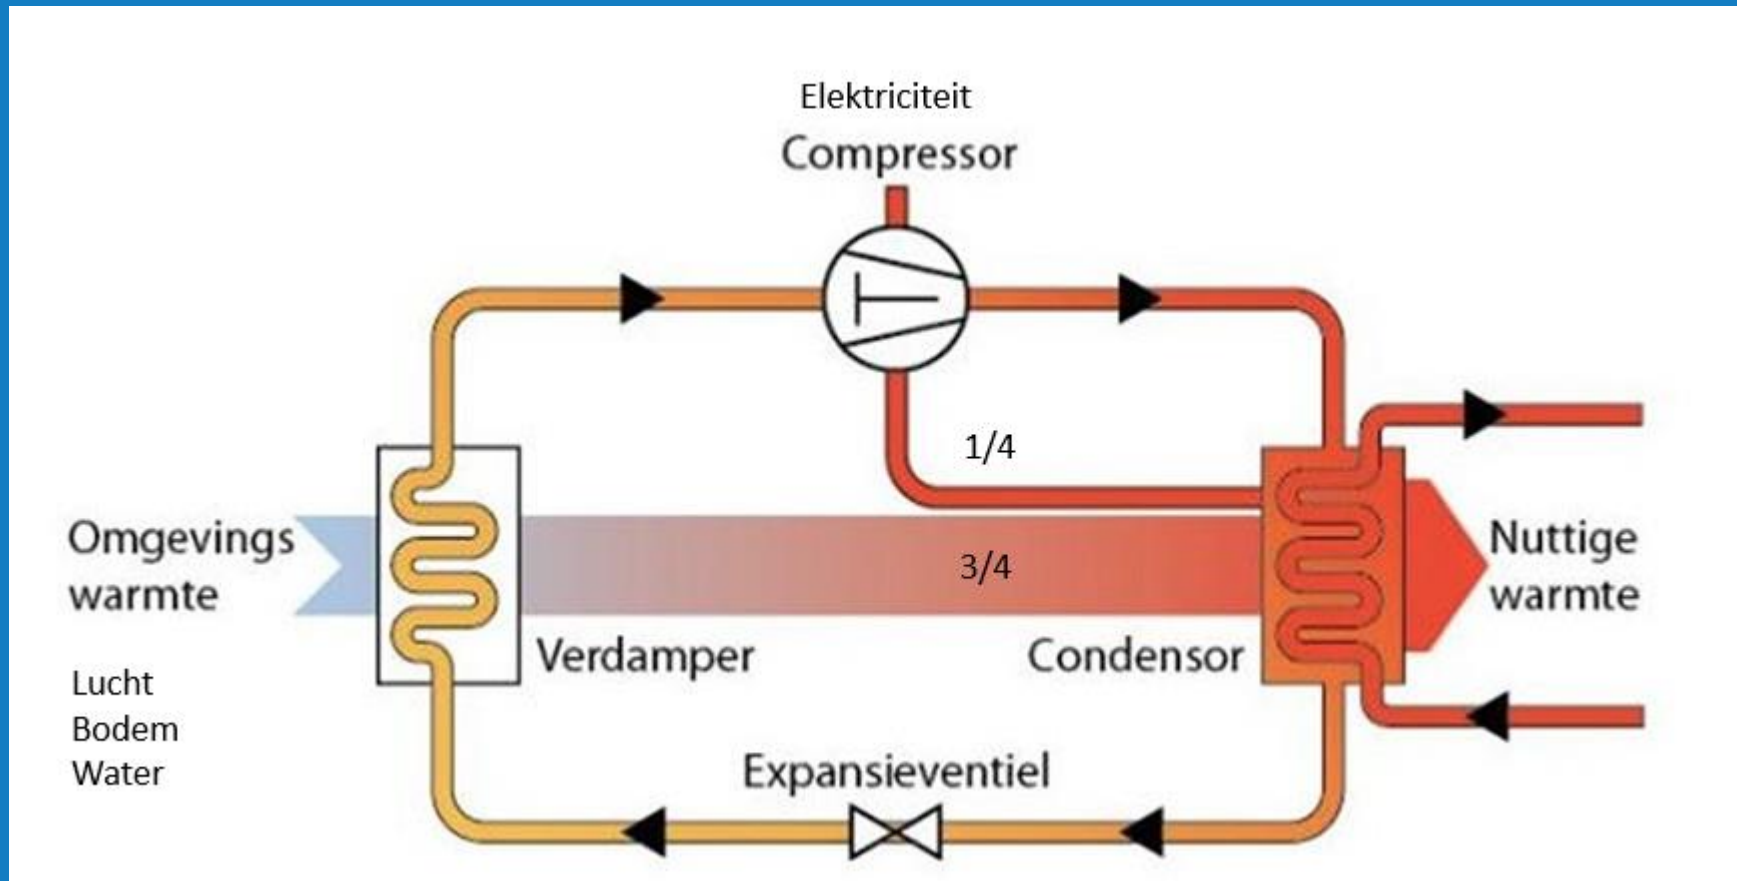 Elektriciteit
Compressor
1/4
Omgevings
warmte
3/4
Nuttige
warmte
Verdamper
Condensor
Lucht
Bodem
Water
Expansieventiel